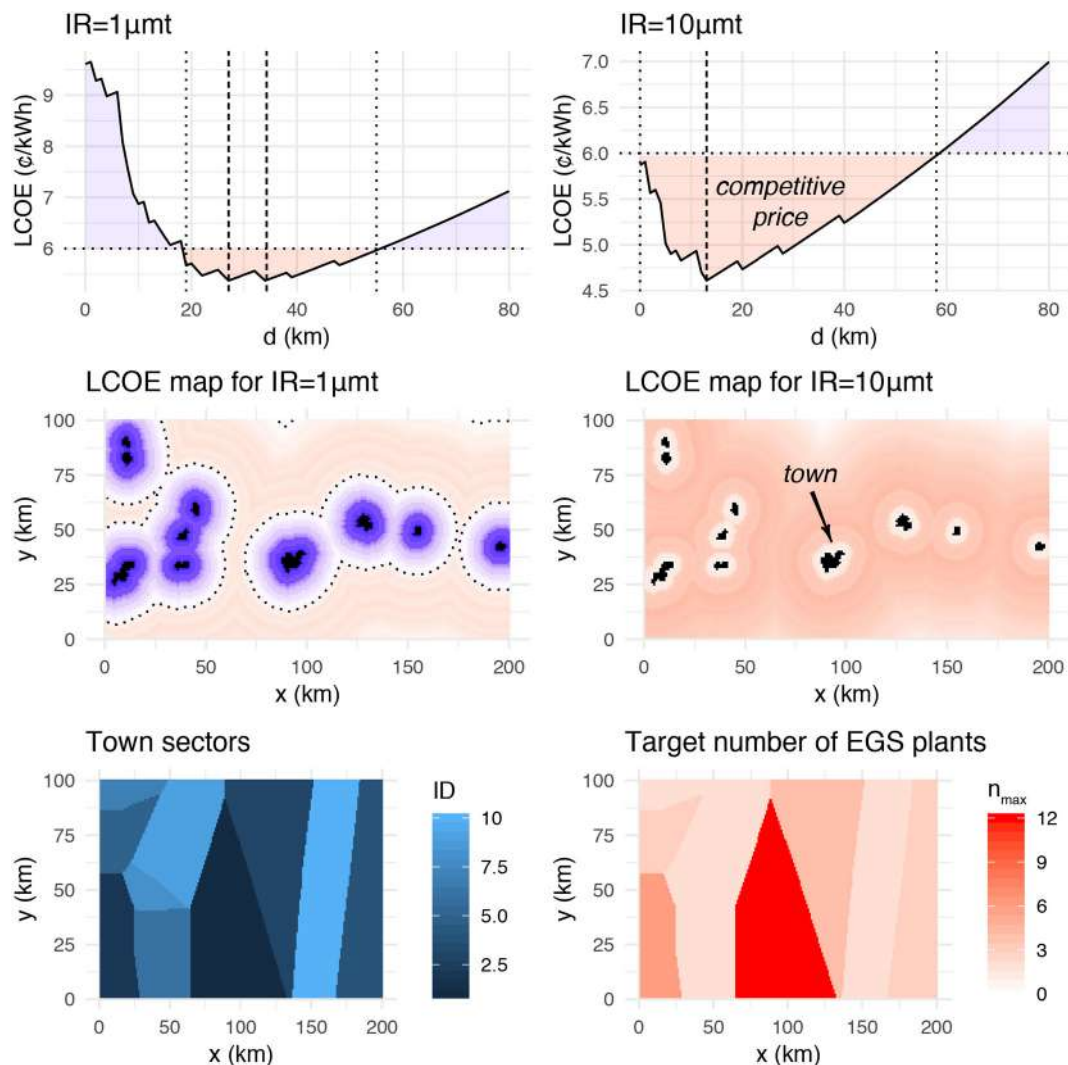 IR=1µmt
LCOE (¢/kWh)
9
8
7
6
0 20 40 60 80
d (km)
IR=10µmt
LCOE (¢/kWh)
7.0
6.5
6.0
5.5
5.0
4.5
competitive
price
0 20 40 60 80
d (km)
LCOE map for IR=1µmt
y (km)
100
75
50
25
0
0 50 100 150 200
x (km)
LCOE map for IR=10µmt
y (km)
100
75
50
25
0
town
0 50 100 150 200
x (km)
Town sectors
y (km)
100
75
50
25
0
0 50 100 150 200
x (km)
ID
10
7.5
5.0
2.5
Target number of EGS plants
y (km)
100
75
50
25
0
0 50 100 150 200
x (km)
nmax
12
9
6
3
0